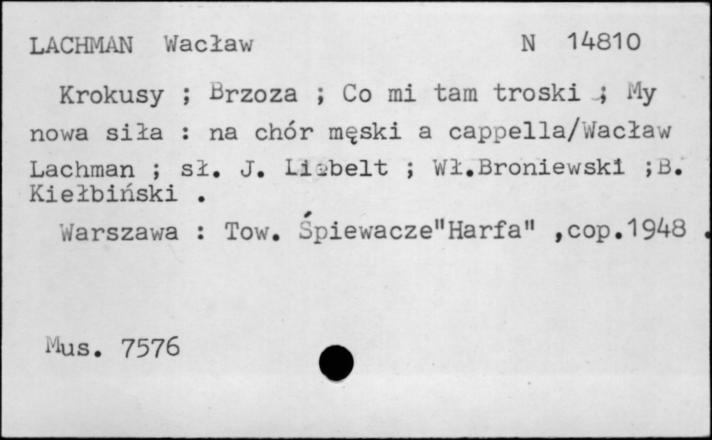 LACHMAN Wacław N 14810
Krokusy ; Brzoza ; Co mi tam troski ; My
nowa siła : na chór męski a cappella/Wacław
Lachman ; sł. J. Liebelt ; Wł.Broniewski ;B.
Kiełbiński .
Warszawa : Tow. Śpiewacze"Harfa" ,cop.1948 .
Mus. 7576